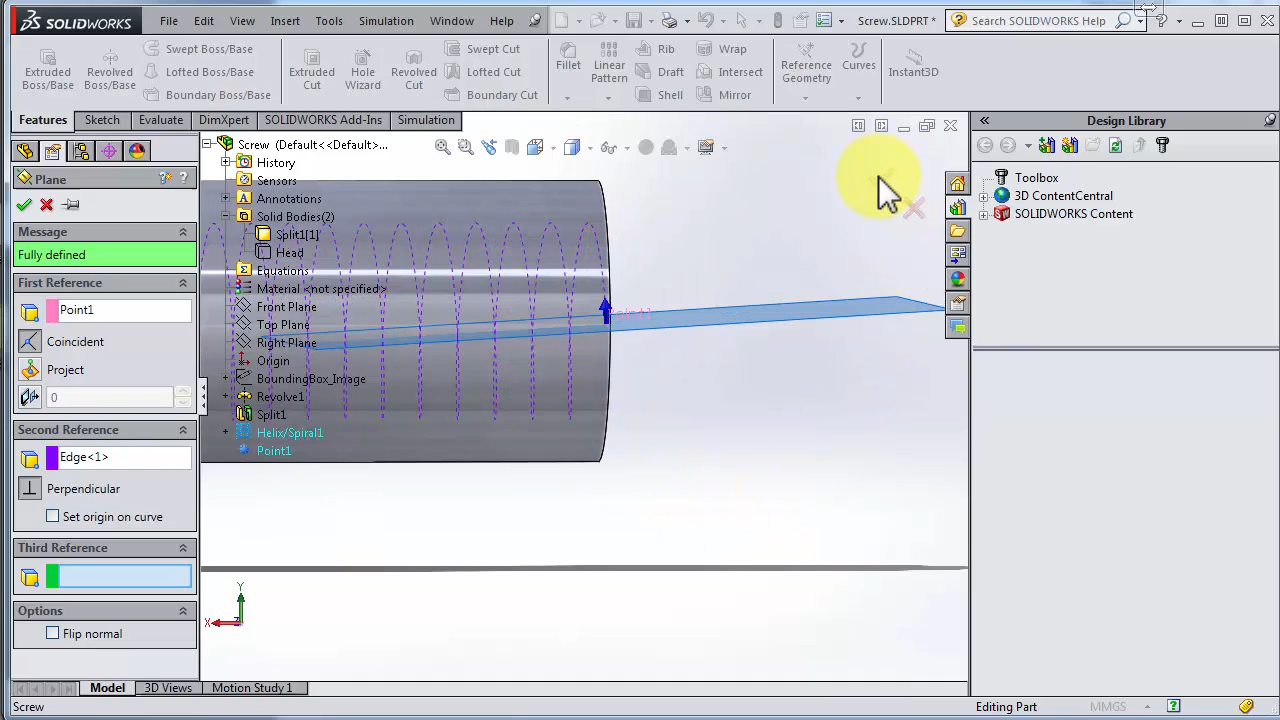 SOLIDWORKS File Edit View Insert Tools Simulation Window Help Screw.SLDPRT * Search SOLIDWORKS Help
Extruded Boss/Base
Revolved Boss/Base
Swept Boss/Base
Lofted Boss/Base
Boundary Boss/Base
Extruded Cut
Hole Wizard
Revolved Cut
Swept Cut
Lofted Cut
Boundary Cut
Fillet
Linear Pattern
Rib
Draft
Shell
Wrap
Intersect
Mirror
Reference Geometry
Curves
Instant3D
Features Sketch Evaluate DimXpert SOLIDWORKS Add-Ins Simulation
Plane
Message
Fully defined
First Reference
Point1
Coincident
Project
0
Second Reference
Edge<1>
Perpendicular
Set origin on curve
Third Reference
Options
Flip normal
Screw (Default<<Default>...
History
Sensors
Annotations
Solid Bodies(2)
Split1[1]
Head
Equations
Material <not specified>
Front Plane
Top Plane
Right Plane
Origin
BoundingBox_Image
Revolve1
Split1
Helix/Spiral1
Point1
Point1
Y
X
Z
Design Library
Toolbox
3D ContentCentral
SOLIDWORKS Content
Model 3D Views Motion Study 1
Screw Editing Part MMGS